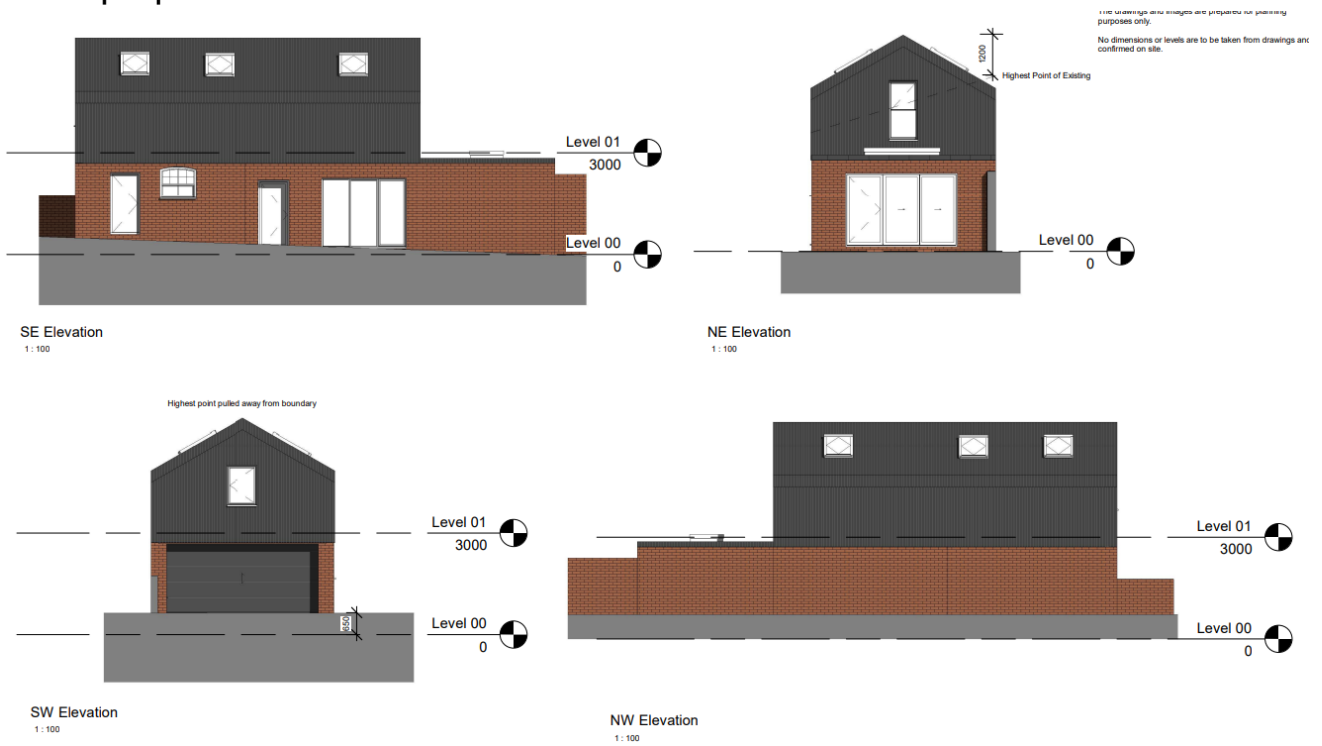 The drawings and images are prepared for planning
purposes only.
No dimensions or levels are to be taken from drawings and
confirmed on site.
1200
Highest Point of Existing
Level 01
3000
Level 00
0
Level 00
0
SE Elevation
1 : 100
NE Elevation
1 : 100
Highest point pulled away from boundary
Level 01
3000
650
Level 00
0
Level 01
3000
Level 00
0
SW Elevation
1 : 100
NW Elevation
1 : 100